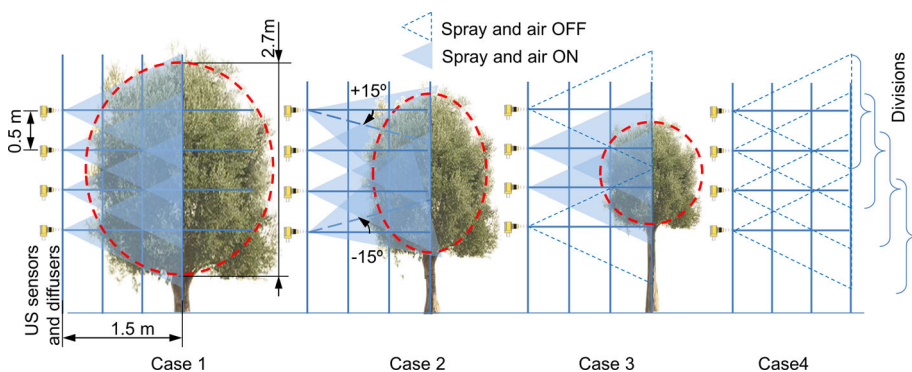 Spray and air OFF
Spray and air ON
2.7m
0.5 m
+15º
-15º
US sensors
and diffusers
1.5 m
Divisions
Case 1
Case 2
Case 3
Case4